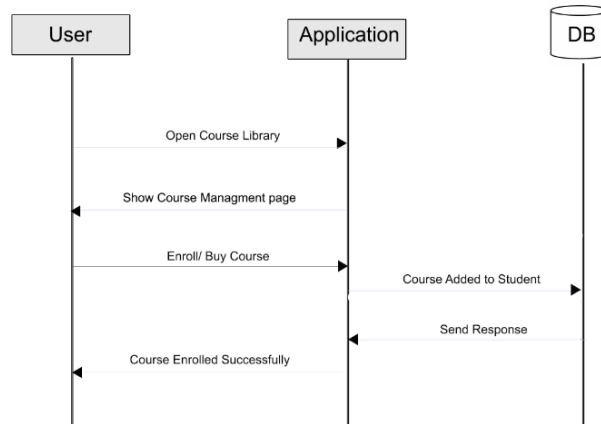 User
Application
DB
Open Course Library
Show Course Managment page
Enroll/ Buy Course
Course Added to Student
Send Response
Course Enrolled Successfully